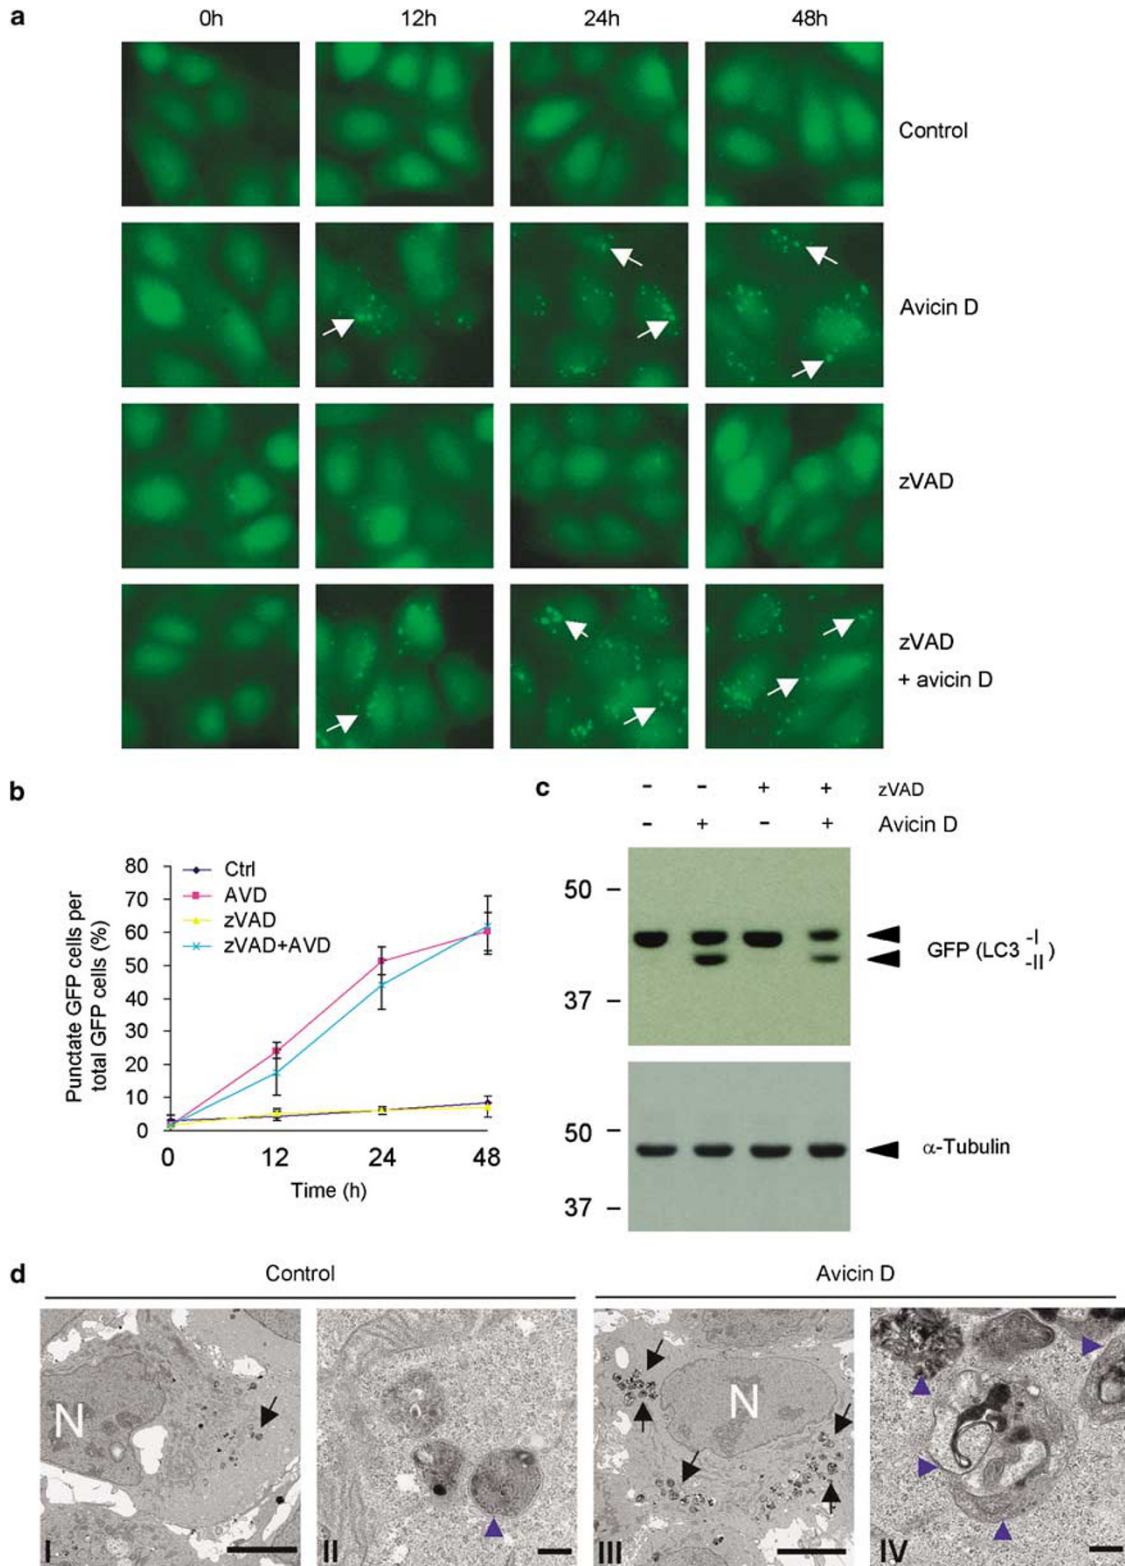 a
0h 12h 24h 48h
Control
Avicin D
zVAD
zVAD
+ avicin D
b
80
70
60
50
40
30
20
10
0
Punctate GFP cells per
total GFP cells (%)
Ctrl
AVD
zVAD
zVAD+AVD
0 12 24 48
Time (h)
c
- - + + zVAD
- + - + Avicin D
50
37
GFP (LC3 -I -II )
50
37
α-Tubulin
d
Control Avicin D
N N
I II III IV